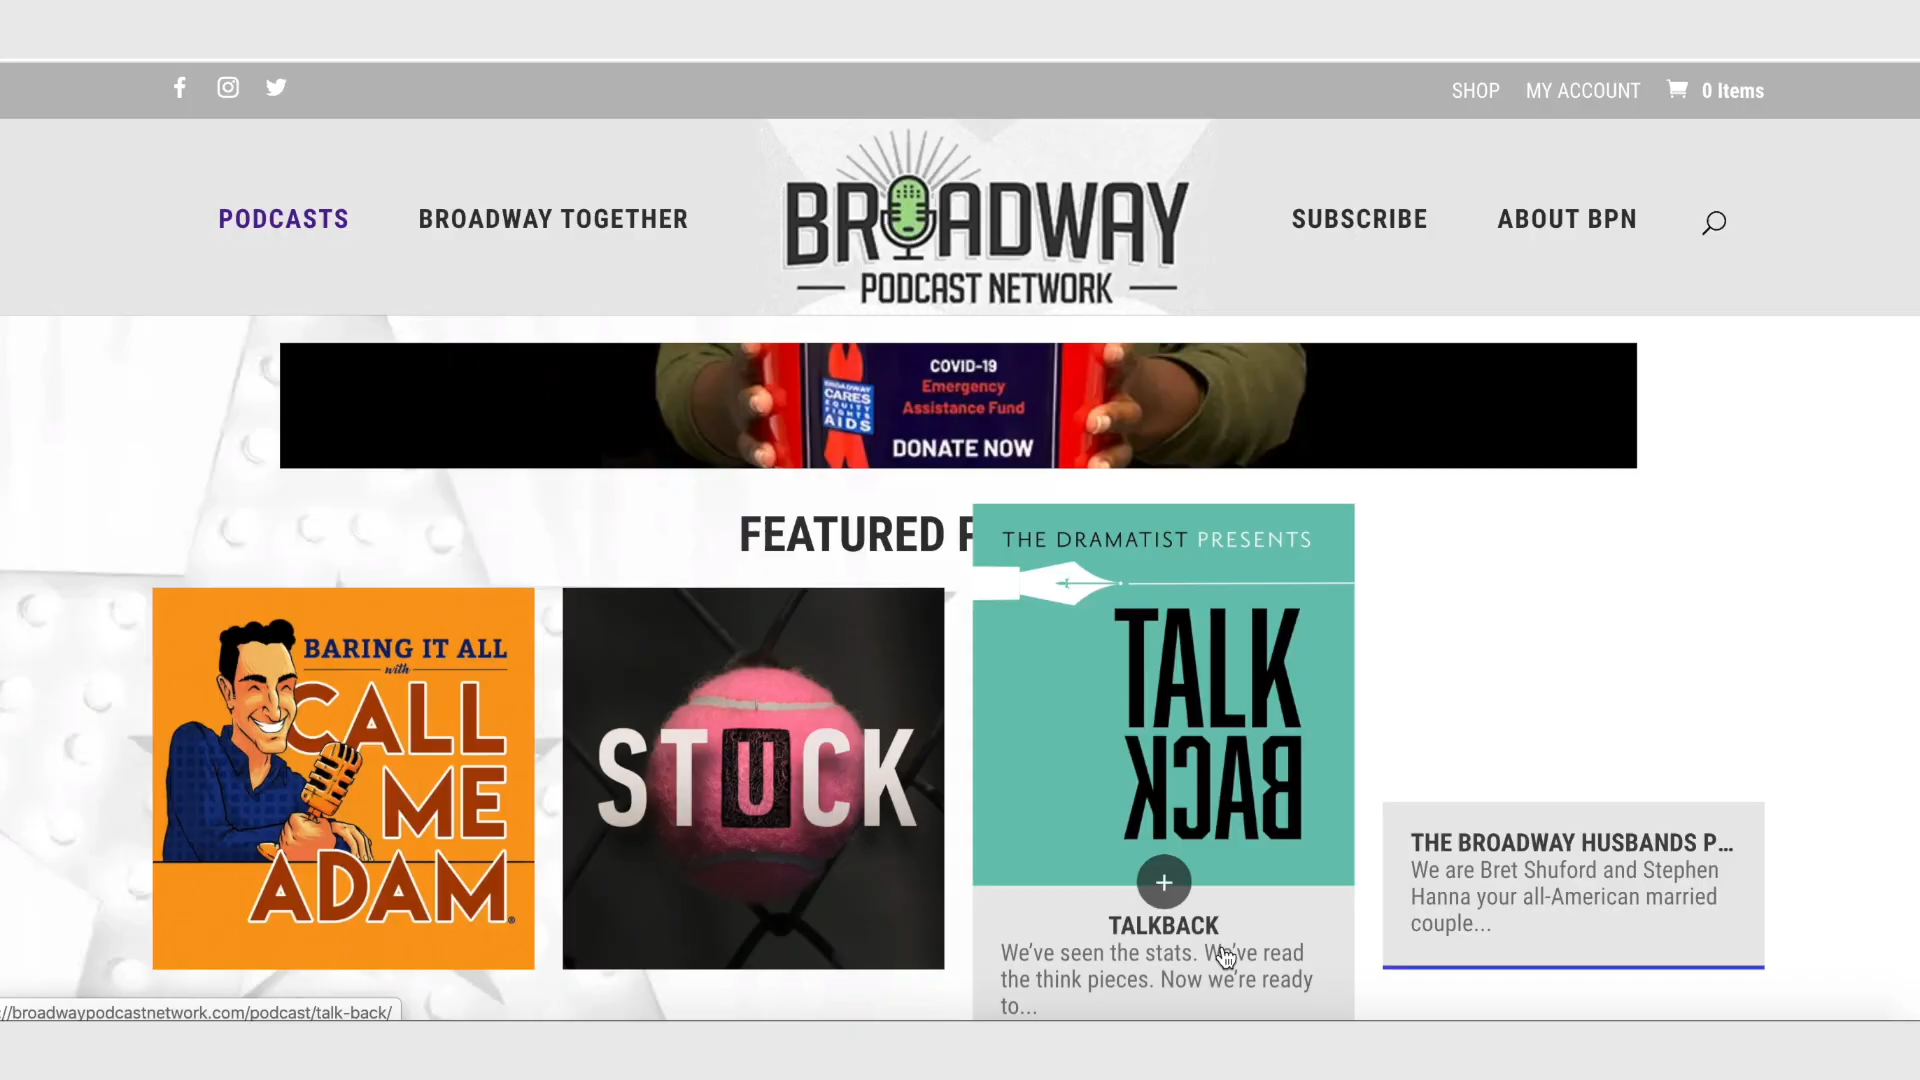 SHOP MY ACCOUNT 0 Items
PODCASTS BROADWAY TOGETHER
BROADWAY
PODCAST NETWORK
SUBSCRIBE ABOUT BPN
COVID-19
Emergency
Assistance Fund
DONATE NOW
BROADWAY
CARES
EQUITY
FIGHTS
AIDS
FEATURED P
BARING IT ALL
with
CALL
ME
ADAM
STUCK
THE DRAMATIST PRESENTS
TALK
BACK
TALKBACK
We've seen the stats. We've read
the think pieces. Now we're ready
to...
THE BROADWAY HUSBANDS P...
We are Bret Shuford and Stephen
Hanna your all-American married
couple...
://broadwaypodcastnetwork.com/podcast/talk-back/